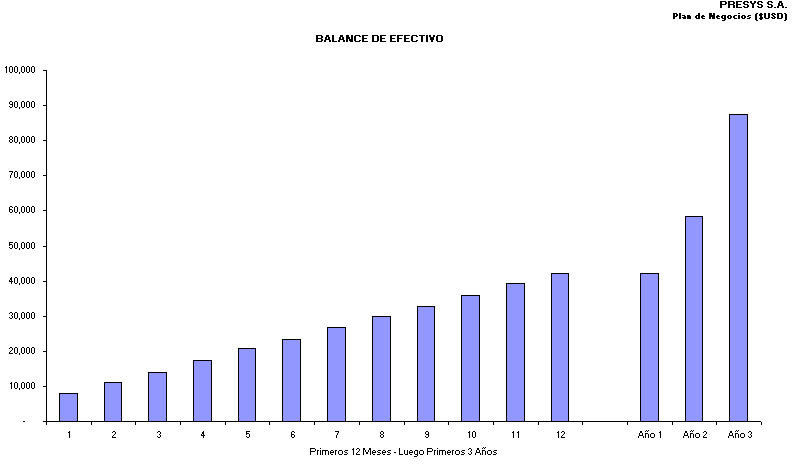 PRESYS S.A.
Plan de Negocios ($USD)
BALANCE DE EFECTIVO
100,000
90,000
80,000
70,000
60,000
50,000
40,000
30,000
20,000
10,000
-
1 2 3 4 5 6 7 8 9 10 11 12 Año 1 Año 2 Año 3
Primeros 12 Meses - Luego Primeros 3 Años